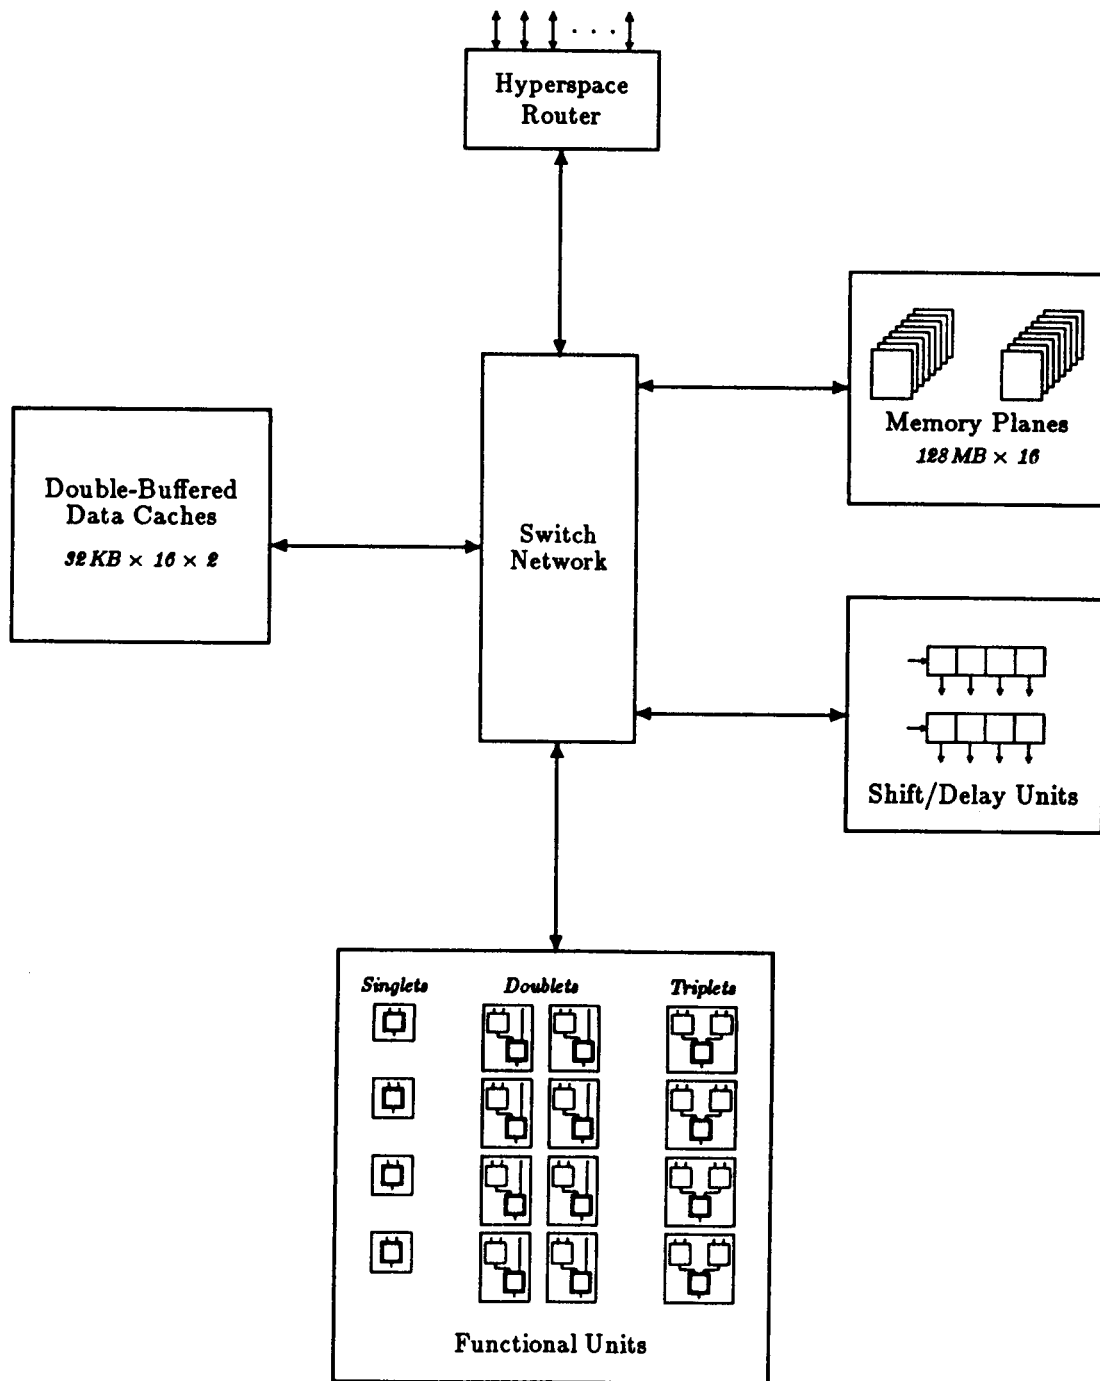 Hyperspace
Router
Memory Planes
128 MB × 16
Double-Buffered
Data Caches
32 KB × 16 × 2
Switch
Network
Shift/Delay Units
Singlets
Doublets
Triplets
Functional Units